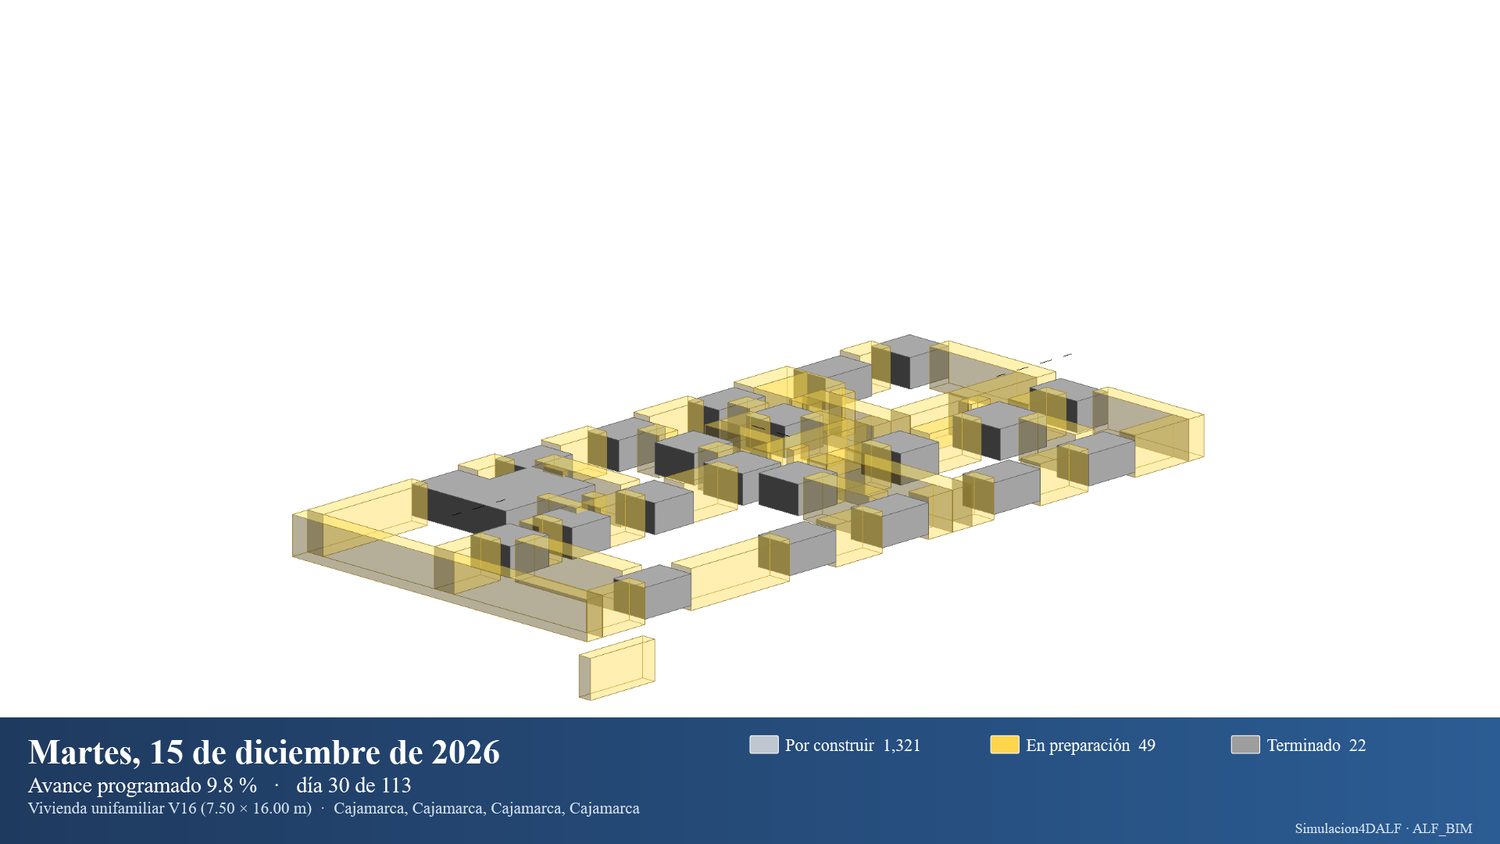 Martes, 15 de diciembre de 2026
Avance programado 9.8 % · día 30 de 113
Vivienda unifamiliar V16 (7.50 × 16.00 m) · Cajamarca, Cajamarca, Cajamarca, Cajamarca
Por construir 1,321
En preparación 49
Terminado 22
Simulacion4DALF · ALF_BIM